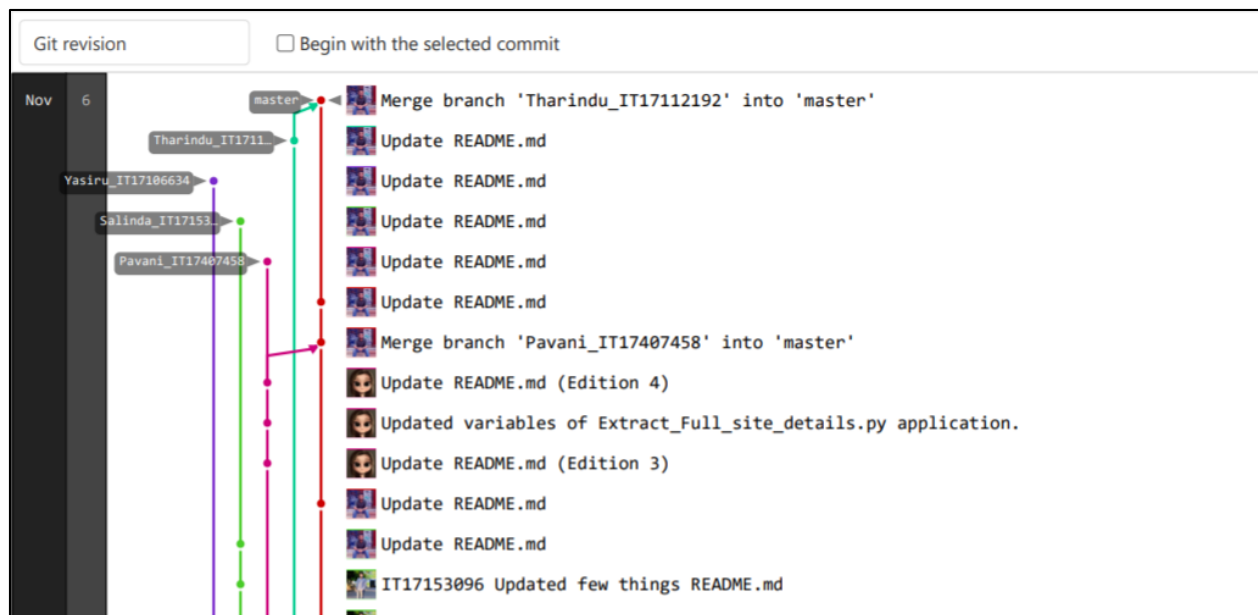 Git revision
Begin with the selected commit
Nov 6 master Merge branch 'Tharindu_IT17112192' into 'master'
Tharindu_IT1711… Update README.md
Yasiru_IT17106634 Update README.md
Salinda_IT17153… Update README.md
Pavani_IT17407458 Update README.md
Update README.md
Merge branch 'Pavani_IT17407458' into 'master'
Update README.md (Edition 4)
Updated variables of Extract_Full_site_details.py application.
Update README.md (Edition 3)
Update README.md
Update README.md
IT17153096 Updated few things README.md